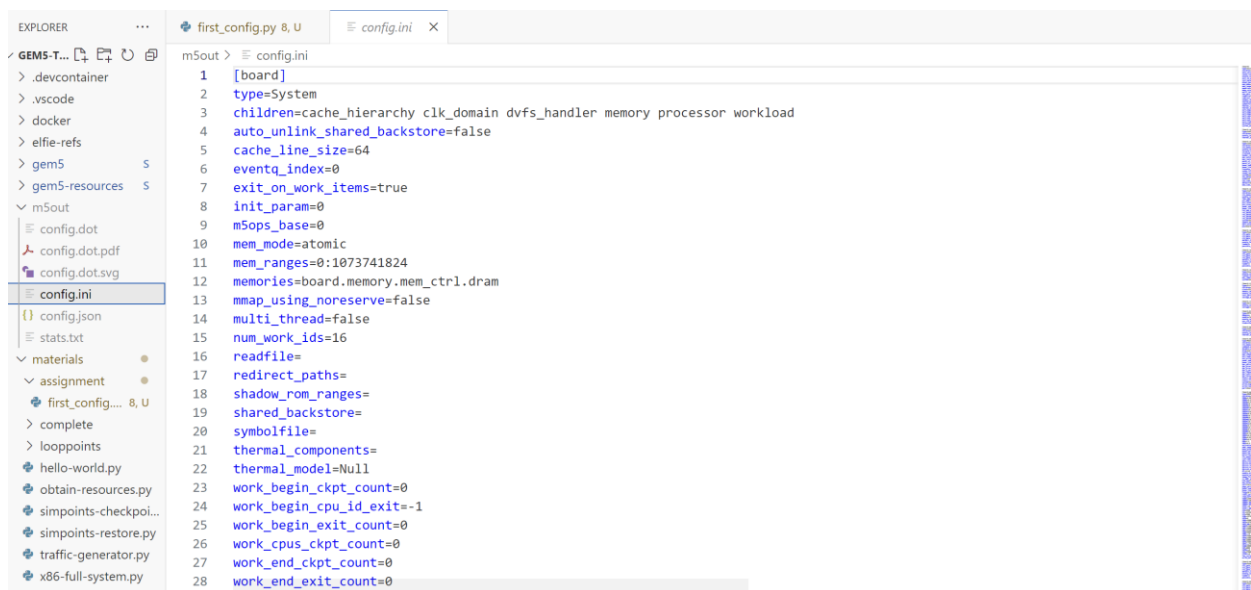 EXPLORER
GEM5-T...
.devcontainer
.vscode
docker
elfie-refs
gem5 S
gem5-resources S
m5out
config.dot
config.dot.pdf
config.dot.svg
config.ini
{} config.json
stats.txt
materials
assignment
first_config.... 8, U
complete
looppoints
hello-world.py
obtain-resources.py
simpoints-checkpoi...
simpoints-restore.py
traffic-generator.py
x86-full-system.py
first_config.py 8, U
config.ini
m5out > config.ini
1 [board]
2 type=System
3 children=cache_hierarchy clk_domain dvfs_handler memory processor workload
4 auto_unlink_shared_backstore=false
5 cache_line_size=64
6 eventq_index=0
7 exit_on_work_items=true
8 init_param=0
9 m5ops_base=0
10 mem_mode=atomic
11 mem_ranges=0:1073741824
12 memories=board.memory.mem_ctrl.dram
13 mmap_using_noreserve=false
14 multi_thread=false
15 num_work_ids=16
16 readfile=
17 redirect_paths=
18 shadow_rom_ranges=
19 shared_backstore=
20 symbolfile=
21 thermal_components=
22 thermal_model=Null
23 work_begin_ckpt_count=0
24 work_begin_cpu_id_exit=-1
25 work_begin_exit_count=0
26 work_cpus_ckpt_count=0
27 work_end_ckpt_count=0
28 work_end_exit_count=0